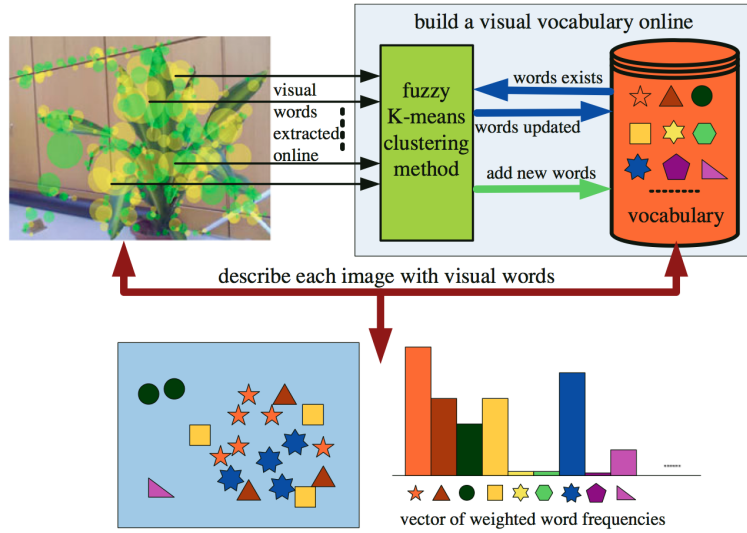 build a visual vocabulary online
visual
words
extracted
online
fuzzy
K-means
clustering
method
words exists
words updated
add new words
vocabulary
describe each image with visual words
vector of weighted word frequencies